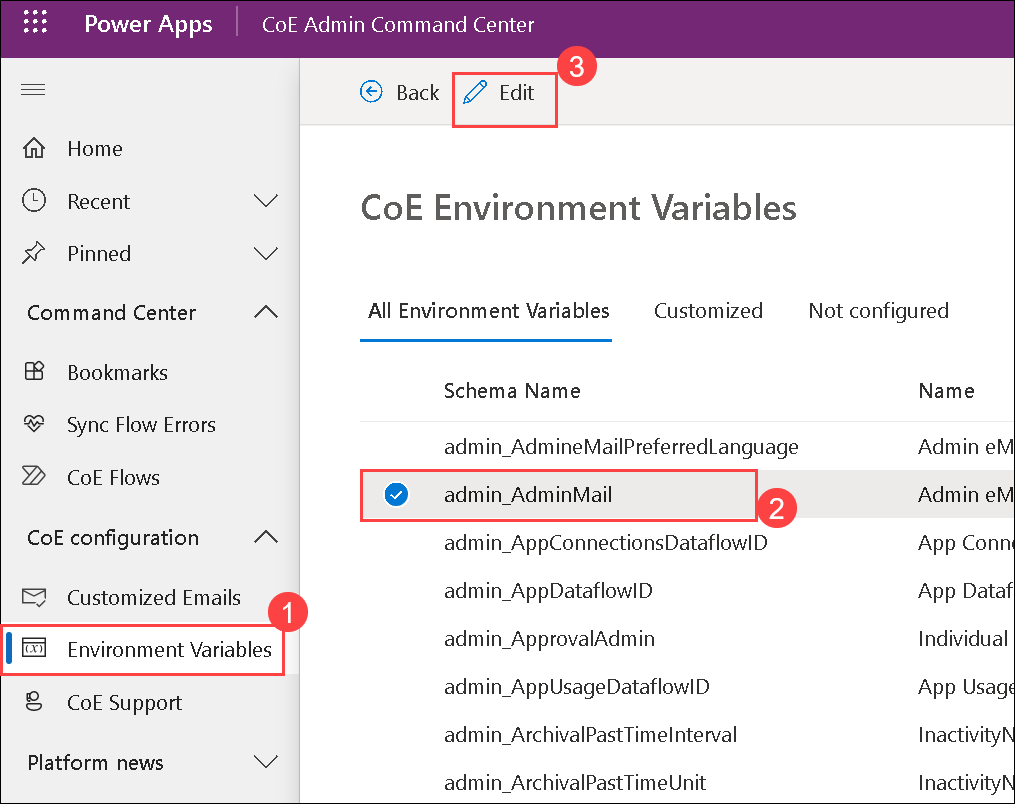 Power Apps CoE Admin Command Center
Back Edit 3
Home
Recent
Pinned
Command Center
Bookmarks
Sync Flow Errors
CoE Flows
CoE configuration
Customized Emails
1
Environment Variables
CoE Support
Platform news
CoE Environment Variables
All Environment Variables Customized Not configured
Schema Name Name
admin_AdmineMailPreferredLanguage Admin eM
admin_AdminMail Admin eM
2
admin_AppConnectionsDataflowID App Conne
admin_AppDataflowID App Dataf
admin_ApprovalAdmin Individual
admin_AppUsageDataflowID App Usage
admin_ArchivalPastTimeInterval InactivityN
admin_ArchivalPastTimeUnit InactivityN